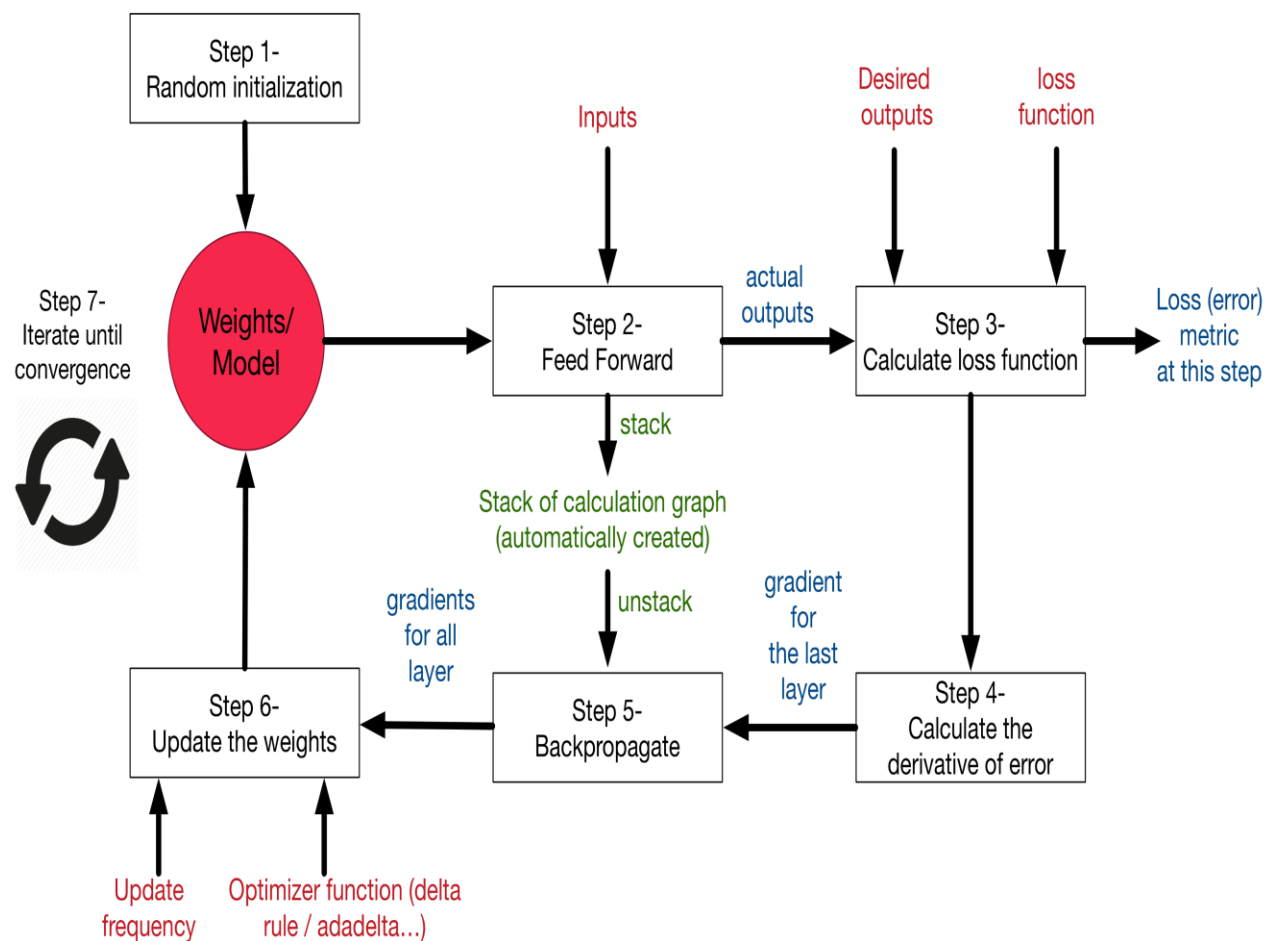 Step 1-
Random initialization
Inputs
Desired
outputs
loss
function
Step 7-
Iterate until
convergence
Weights/
Model
Step 2-
Feed Forward
actual
outputs
Step 3-
Calculate loss function
Loss (error)
metric
at this step
stack
Stack of calculation graph
(automatically created)
unstack
gradients
for all
layer
gradient
for
the last
layer
Step 6-
Update the weights
Step 5-
Backpropagate
Step 4-
Calculate the
derivative of error
Update
frequency
Optimizer function (delta
rule / adadelta...)